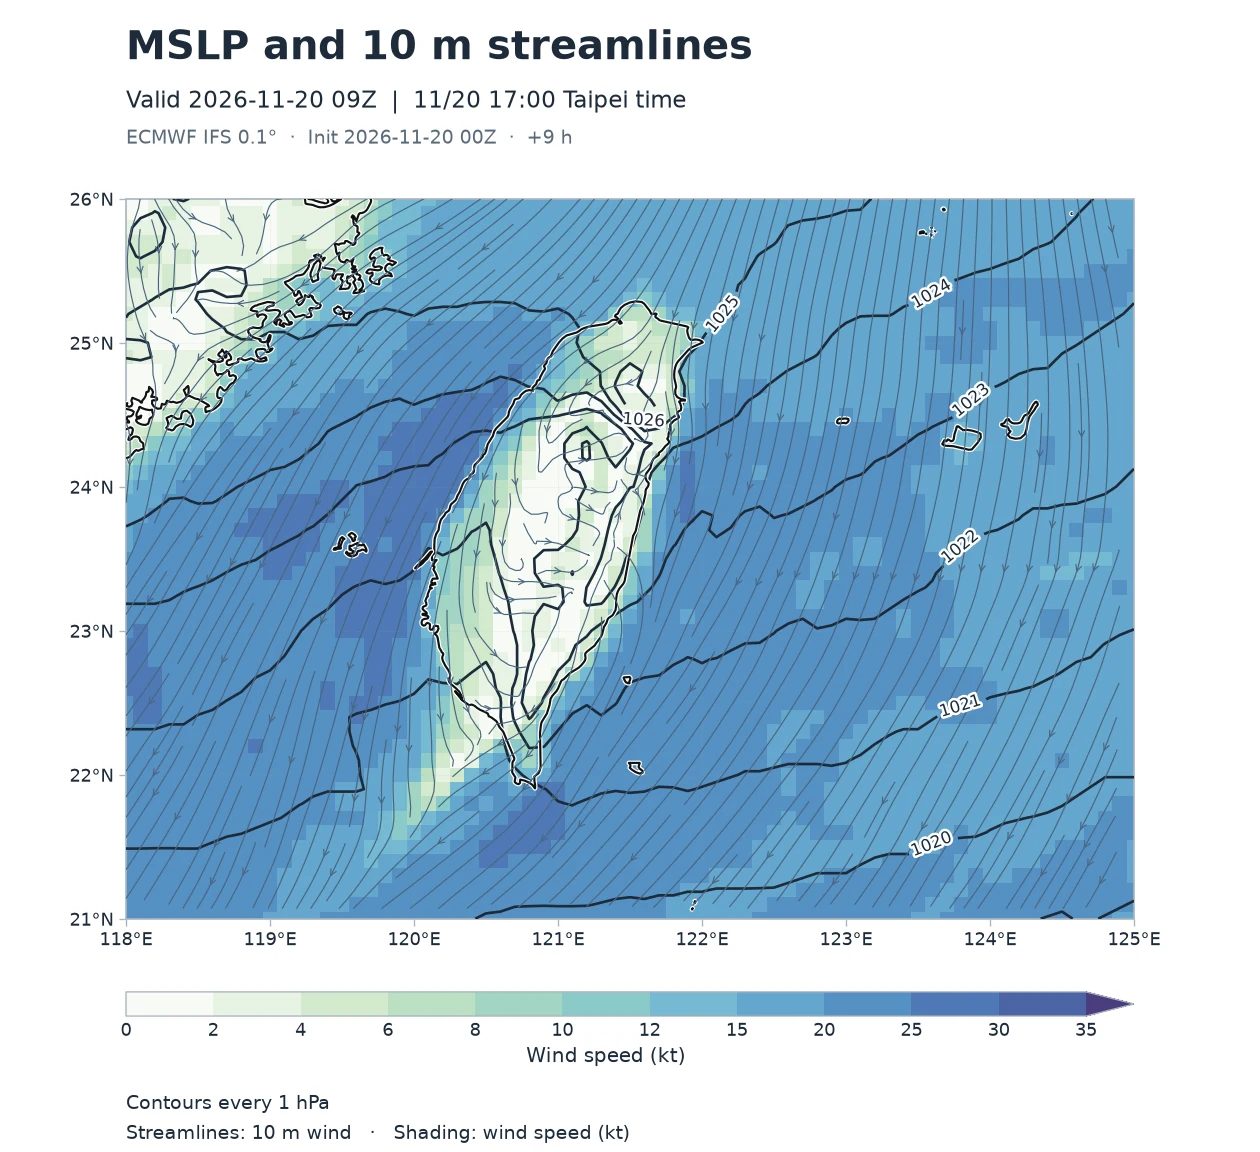 MSLP and 10 m streamlines
Valid 2026-11-20 09Z | 11/20 17:00 Taipei time
ECMWF IFS 0.1° · Init 2026-11-20 00Z · +9 h
26°N
25°N
24°N
23°N
22°N
21°N
1025
1024
1023
1026
1022
1021
1020
118°E 119°E 120°E 121°E 122°E 123°E 124°E 125°E
0 2 4 6 8 10 12 15 20 25 30 35
Wind speed (kt)
Contours every 1 hPa
Streamlines: 10 m wind · Shading: wind speed (kt)